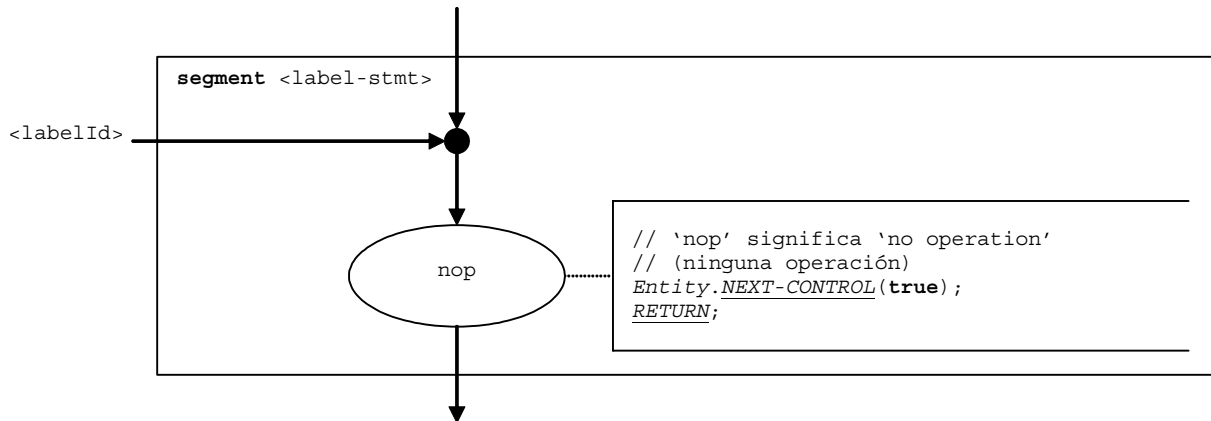 segment <label-stmt>
<labelId>
nop
// ‘nop’ significa ‘no operation’
// (ninguna operación)
Entity.NEXT-CONTROL(true);
RETURN;